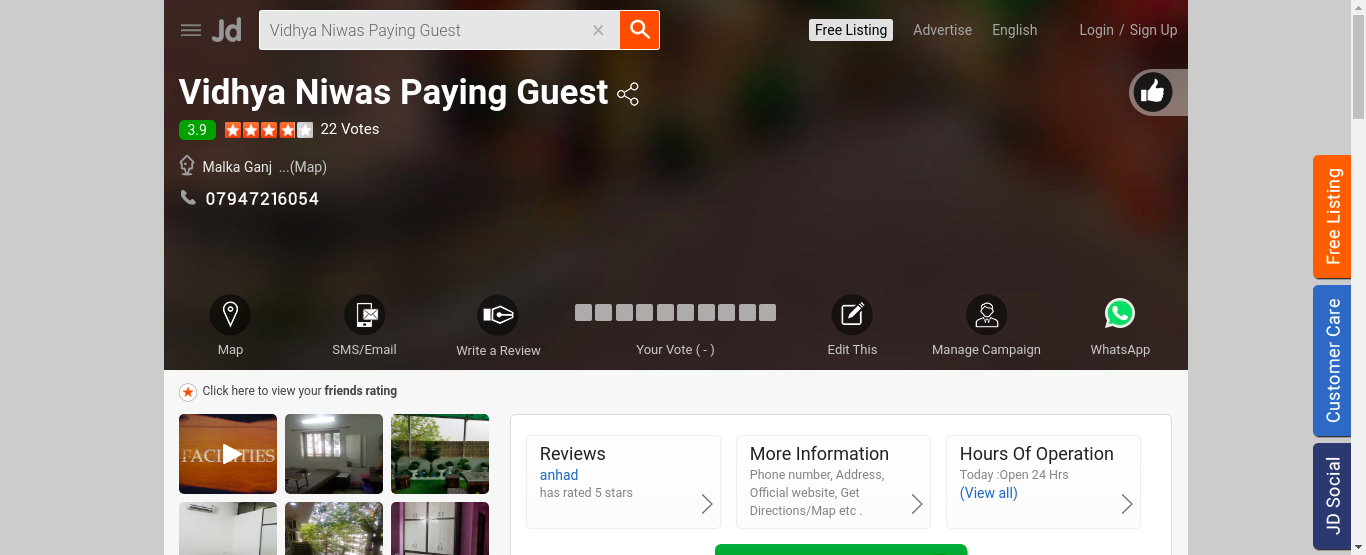 Jd
Vidhya Niwas Paying Guest
Free Listing
Advertise
English
Login / Sign Up
Vidhya Niwas Paying Guest
3.9
22 Votes
Malka Ganj ...(Map)
07947216054
Map
SMS/Email
Write a Review
Your Vote ( - )
Edit This
Manage Campaign
WhatsApp
Free Listing
Customer Care
JD Social
Click here to view your friends rating
FACILITIES
Reviews
anhad
has rated 5 stars
More Information
Phone number, Address,
Official website, Get
Directions/Map etc .
Hours Of Operation
Today :Open 24 Hrs
(View all)